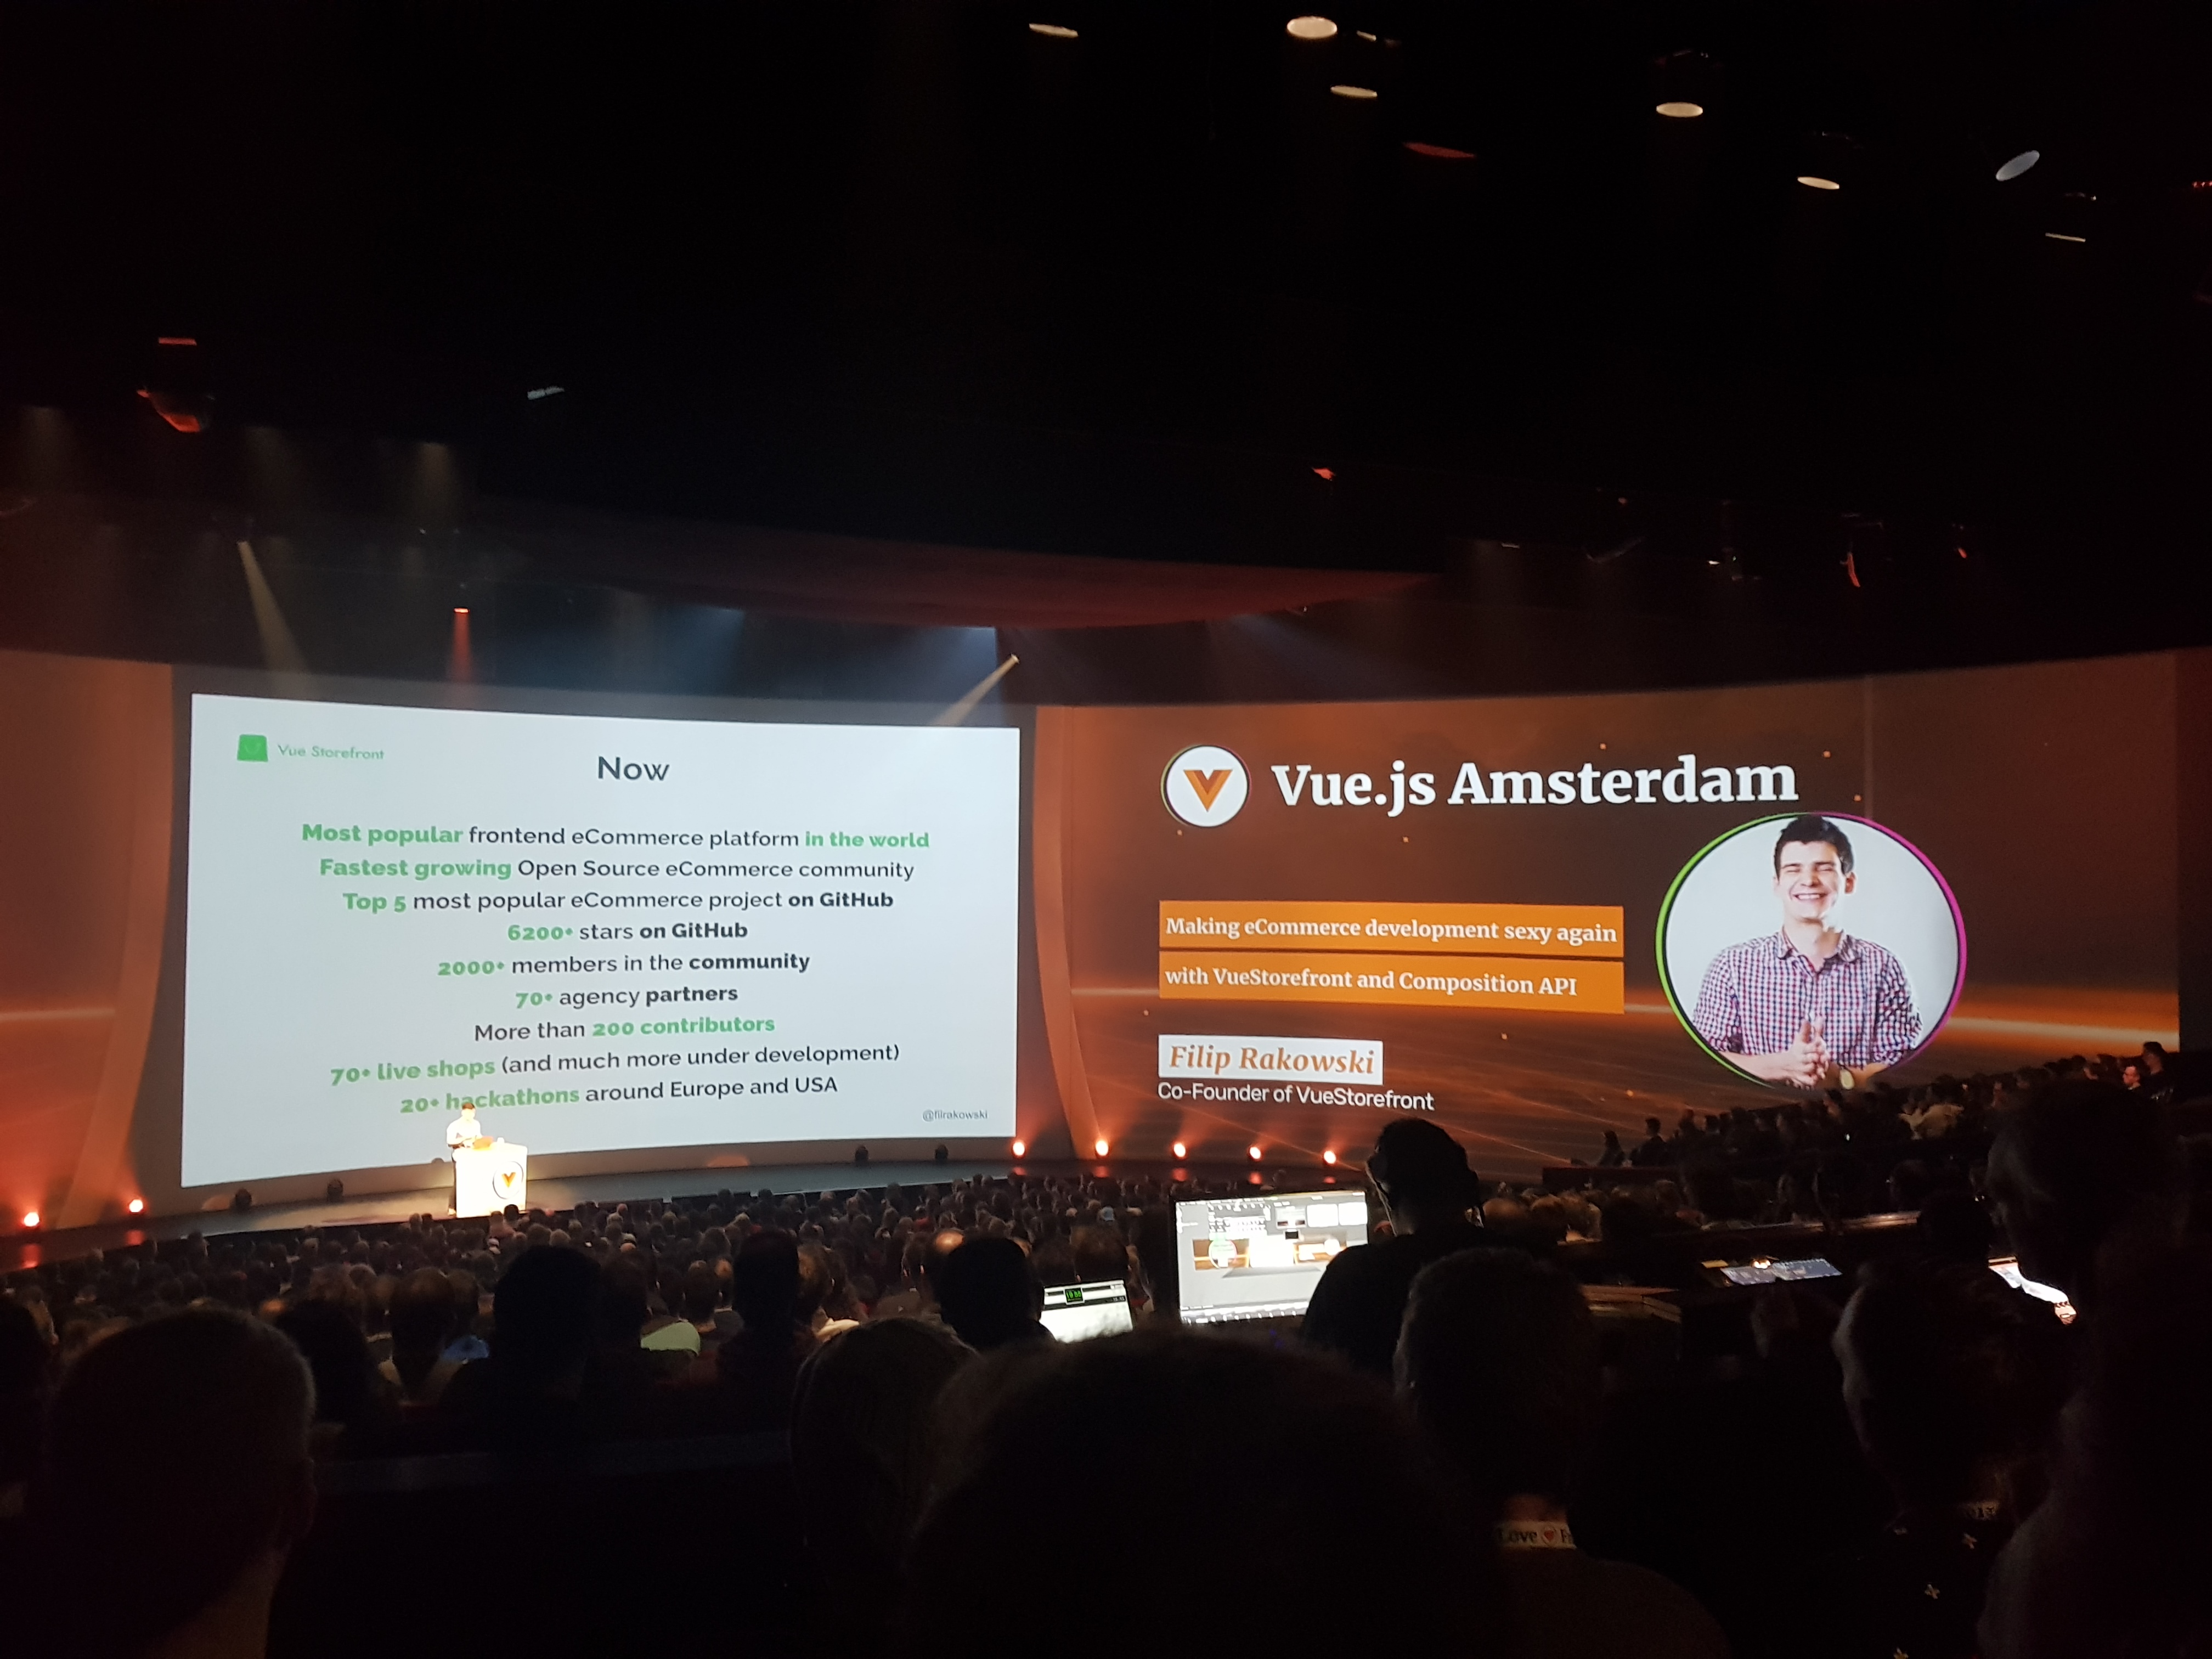 Vue Storefront
Now
Most popular frontend eCommerce platform in the world
Fastest growing Open Source eCommerce community
Top 5 most popular eCommerce project on GitHub
6200+ stars on GitHub
2000+ members in the community
70+ agency partners
More than 200 contributors
70+ live shops (and much more under development)
20+ hackathons around Europe and USA
@filrakowski
Vue.js Amsterdam
Making eCommerce development sexy again
with VueStorefront and Composition API
Filip Rakowski
Co-Founder of VueStorefront
Love